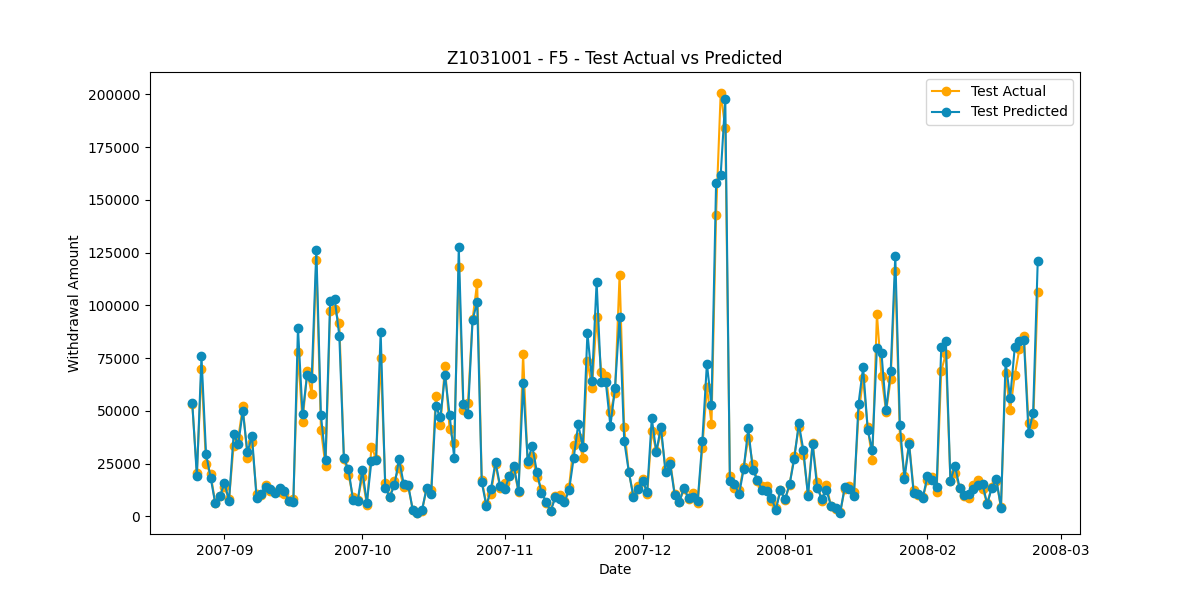 Z1031001 - F5 - Test Actual vs Predicted
Test Actual
Test Predicted
200000
175000
150000
125000
100000
75000
50000
25000
0
Withdrawal Amount
2007-09 2007-10 2007-11 2007-12 2008-01 2008-02 2008-03
Date